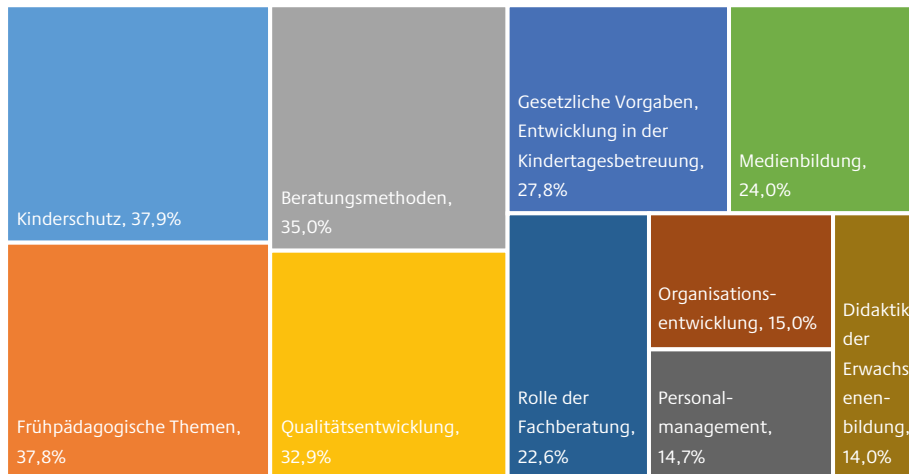 Kinderschutz, 37,9%
Frühpädagogische Themen,
37,8%
Beratungsmethoden,
35,0%
Qualitätsentwicklung,
32,9%
Gesetzliche Vorgaben,
Entwicklung in der
Kindertagesbetreuung,
27,8%
Medienbildung,
24,0%
Rolle der
Fachberatung,
22,6%
Organisations-
entwicklung, 15,0%
Personal-
management,
14,7%
Didaktik
der
Erwachs
enen-
bildung,
14,0%